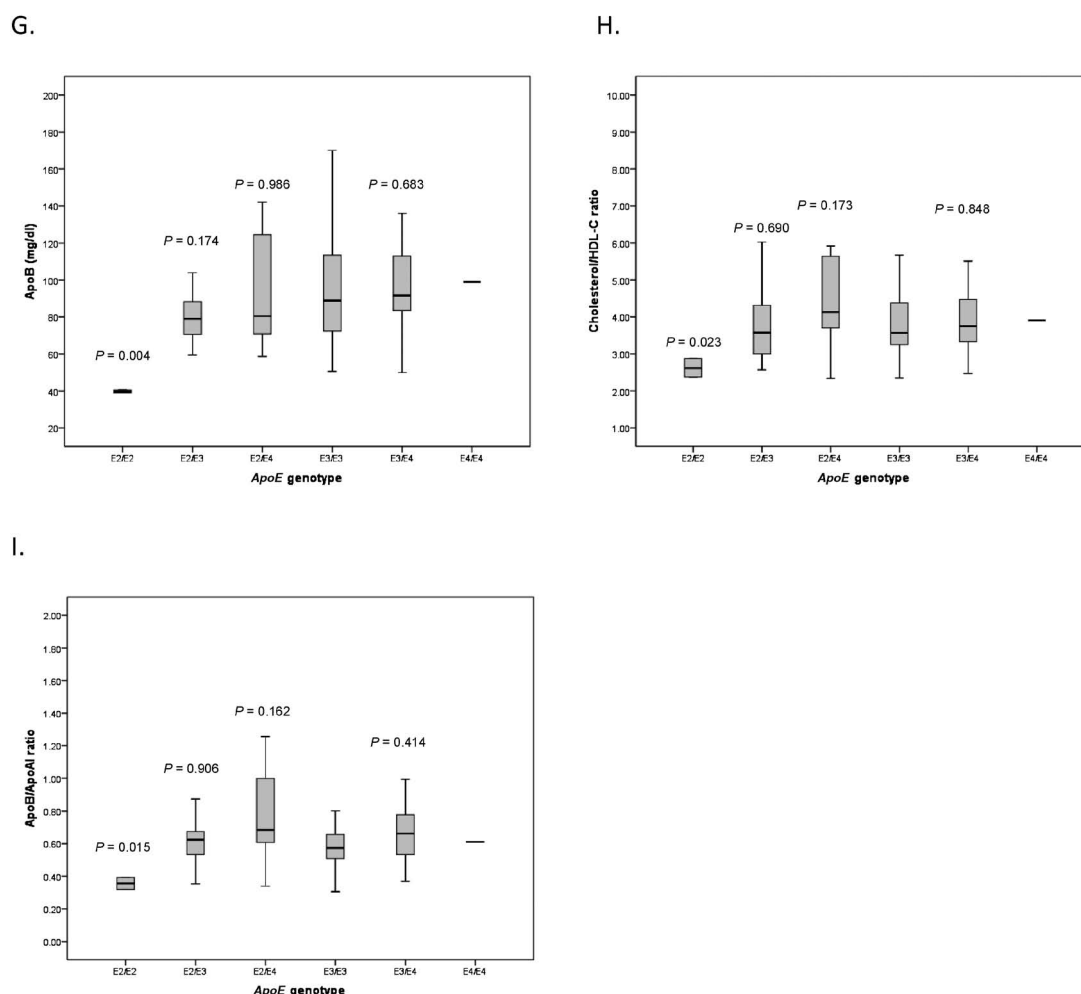 G.
ApoB (mg/dl)
200
180
160
140
120
100
80
60
40
20
P = 0.004
P = 0.174
P = 0.986
P = 0.683
E2/E2 E2/E3 E2/E4 E3/E3 E3/E4 E4/E4
ApoE genotype
H.
Cholesterol/HDL-C ratio
10.00
9.00
8.00
7.00
6.00
5.00
4.00
3.00
2.00
1.00
P = 0.023
P = 0.690
P = 0.173
P = 0.848
E2/E2 E2/E3 E2/E4 E3/E3 E3/E4 E4/E4
ApoE genotype
I.
ApoB/ApoAI ratio
2.00
1.80
1.60
1.40
1.20
1.00
0.80
0.60
0.40
0.20
0.00
P = 0.015
P = 0.906
P = 0.162
P = 0.414
E2/E2 E2/E3 E2/E4 E3/E3 E3/E4 E4/E4
ApoE genotype